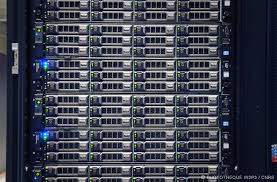 © PHOTOTHEQUE IN2P3 / CNRS